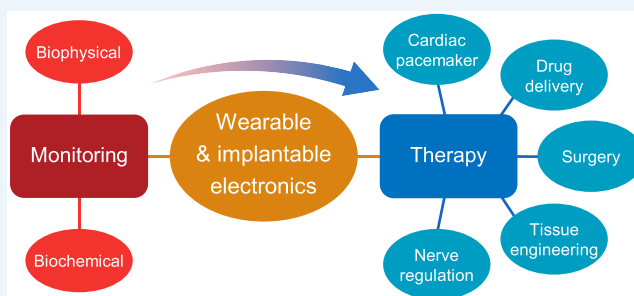 Biophysical
Monitoring
Biochemical
Wearable
& implantable
electronics
Therapy
Cardiac
pacemaker
Drug
delivery
Surgery
Tissue
engineering
Nerve
regulation